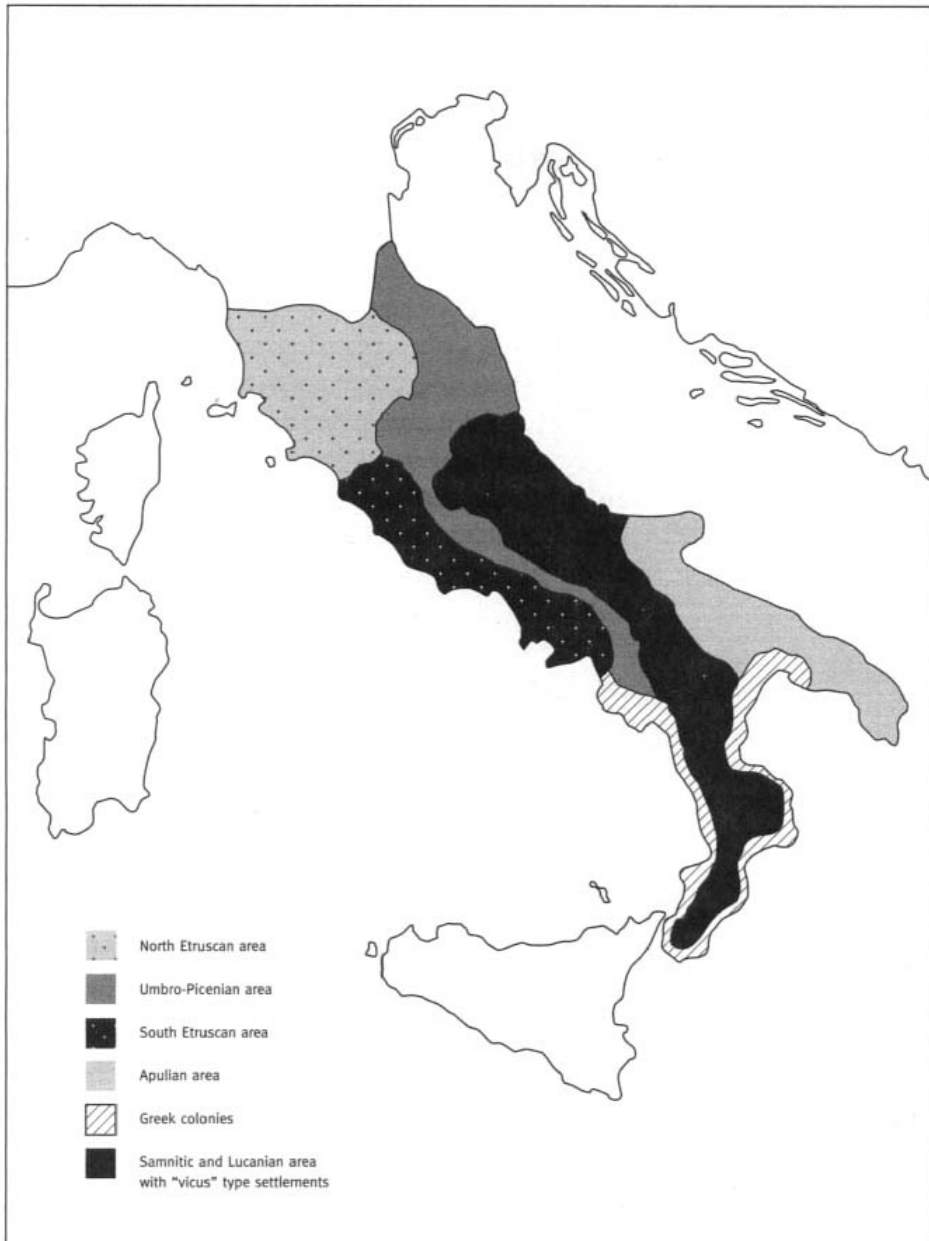 North Etruscan area
Umbro-Picenian area
South Etruscan area
Apulian area
Greek colonies
Samnitic and Lucanian area
with "vicus" type settlements